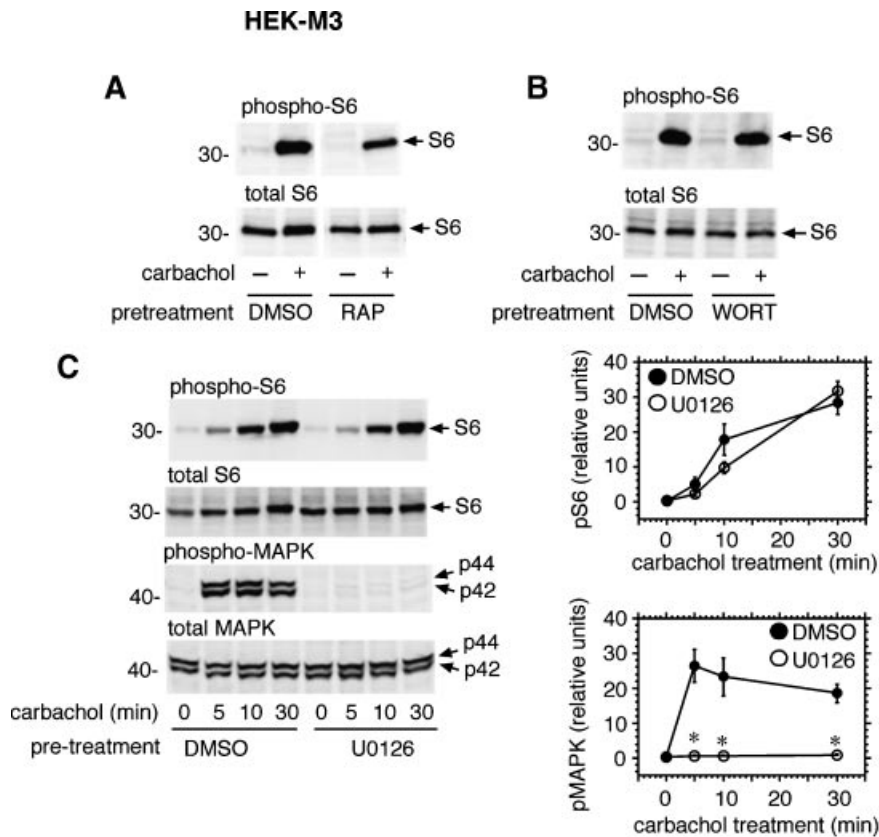 HEK-M3
A
phospho-S6
30-
S6
total S6
30-
S6
carbachol – + – +
pretreatment DMSO RAP
B
phospho-S6
30-
S6
total S6
30-
S6
carbachol – + – +
pretreatment DMSO WORT
C
phospho-S6
30-
S6
total S6
30-
S6
phospho-MAPK
p44
40-
p42
total MAPK
p44
40-
p42
carbachol (min) 0 5 10 30 0 5 10 30
pre-treatment DMSO U0126
pS6 (relative units)
40
30
20
10
0
DMSO
U0126
0 10 20 30
carbachol treatment (min)
pMAPK (relative units)
40
30
20
10
0
DMSO
U0126
* * *
0 10 20 30
carbachol treatment (min)